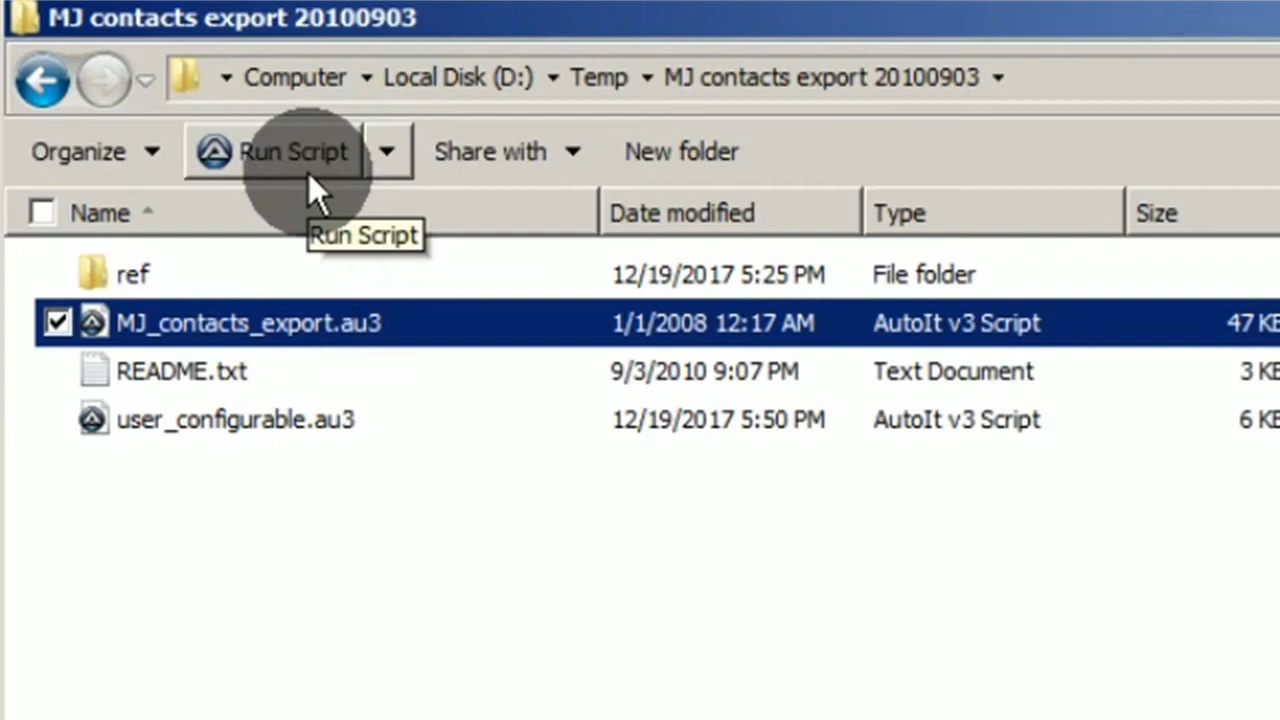 MJ contacts export 20100903
Computer Local Disk (D:) Temp MJ contacts export 20100903
Organize Run Script Share with New folder
Name Date modified Type Size
Run Script
ref 12/19/2017 5:25 PM File folder
MJ_contacts_export.au3 1/1/2008 12:17 AM AutoIt v3 Script 47 KB
README.txt 9/3/2010 9:07 PM Text Document 3 KB
user_configurable.au3 12/19/2017 5:50 PM AutoIt v3 Script 6 KB